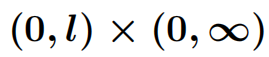 (0, l) × (0, ∞)